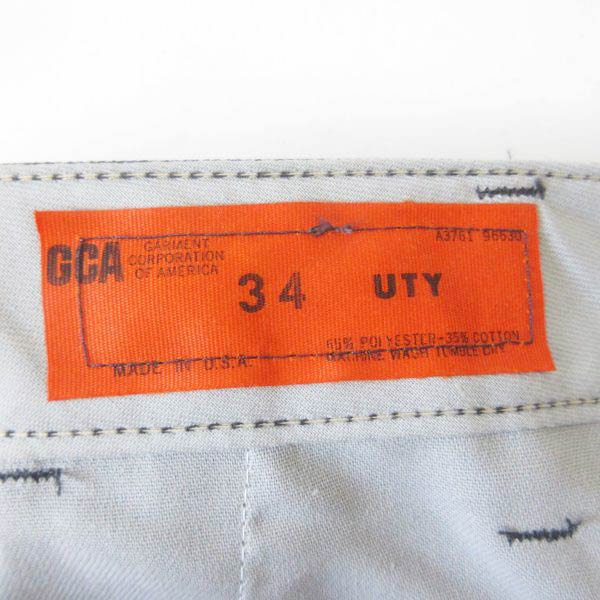 GCA
GARMENT
CORPORATION
OF AMERICA
A3761 96630
34 UTY
65% POLYESTER-35% COTTON
MACHINE WASH TUMBLE DRY
MADE IN U.S.A.